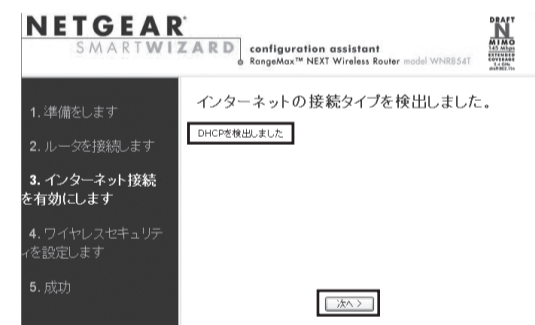 NETGEAR
SMARTWIZARD
configuration assistant
RangeMax™ NEXT Wireless Router model WNR854T
DRAFT
N
MIMO
EXTENDED
COVERAGE
インターネットの接続タイプを検出しました。
DHCPを検出しました
1. 準備をします
2. ルータを接続します
3. インターネット接続
を有効にします
4. ワイヤレスセキュリテ
ィを設定します
5. 成功
次へ >